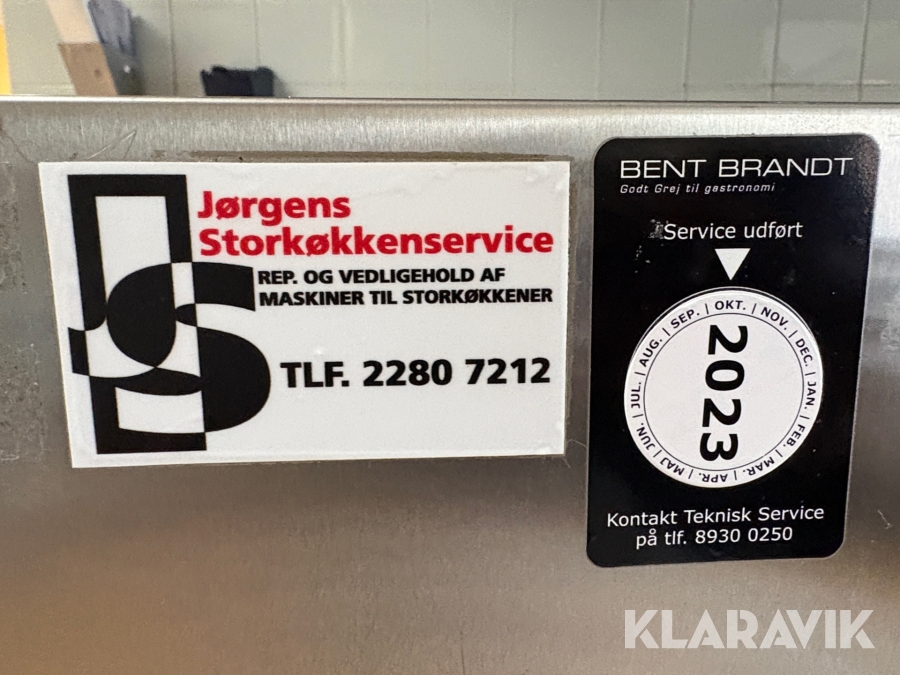 Jørgens
Storkøkkenservice
REP. OG VEDLIGEHOLD AF
MASKINER TIL STORKØKKENER
TLF. 2280 7212
JS
BENT BRANDT
Godt Grej til gastronomi
Service udført
JAN. | FEB. | MAR. | APR. | MAJ | JUN. | JUL. | AUG. | SEP. | OKT. | NOV. | DEC. |
2023
Kontakt Teknisk Service
på tlf. 8930 0250
KLARAVIK